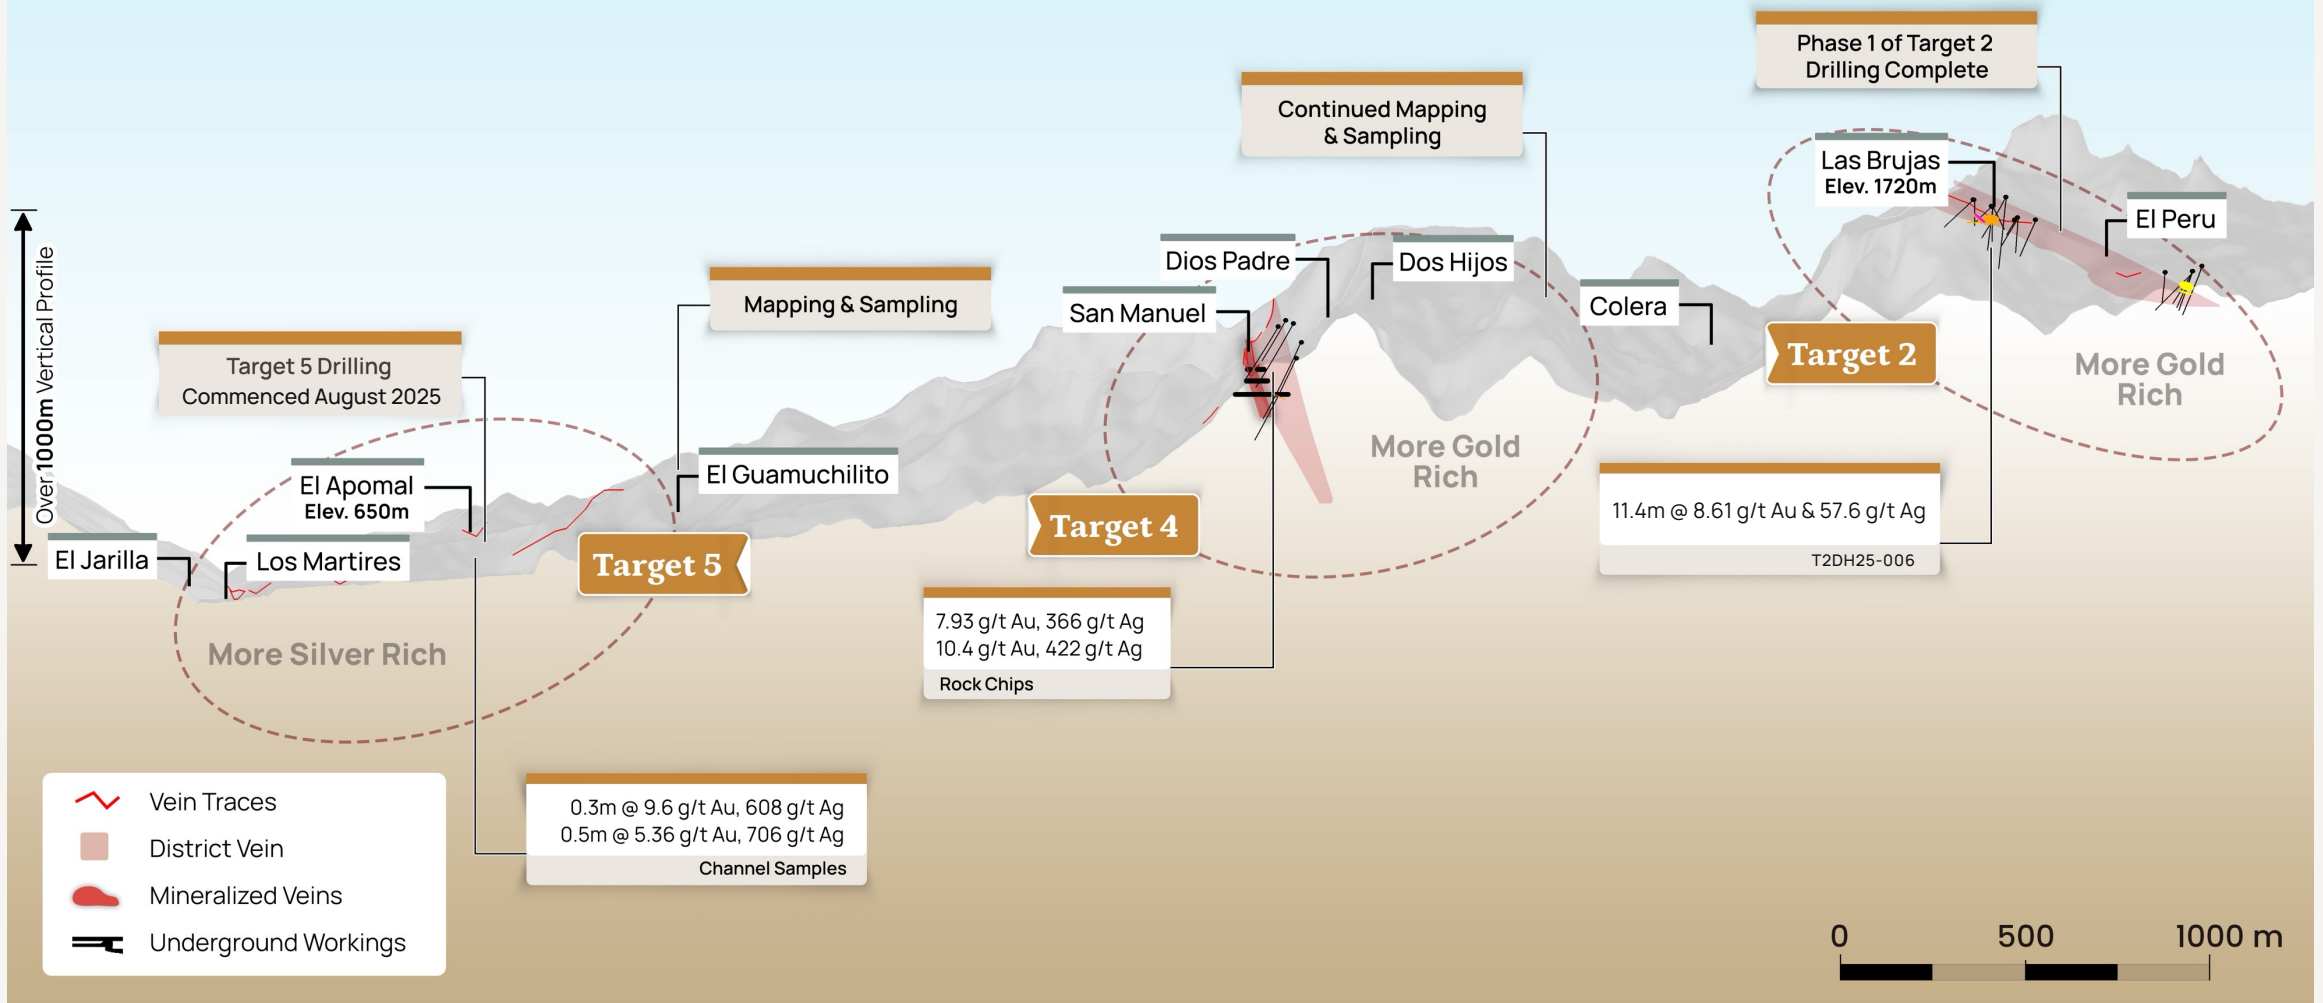 Phase 1 of Target 2
Drilling Complete
Continued Mapping
& Sampling
Las Brujas
Elev. 1720m
El Peru
Dios Padre
Dos Hijos
San Manuel
Colera
Over 1000m Vertical Profile
Mapping & Sampling
Target 5 Drilling
Commenced August 2025
Target 2
More Gold
Rich
More Gold
Rich
El Guamuchilito
El Apomal
Elev. 650m
Target 4
11.4m @ 8.61 g/t Au & 57.6 g/t Ag
T2DH25-006
El Jarilla
Los Martires
Target 5
7.93 g/t Au, 366 g/t Ag
10.4 g/t Au, 422 g/t Ag
Rock Chips
More Silver Rich
0.3m @ 9.6 g/t Au, 608 g/t Ag
0.5m @ 5.36 g/t Au, 706 g/t Ag
Channel Samples
Vein Traces
District Vein
Mineralized Veins
Underground Workings
0 500 1000 m